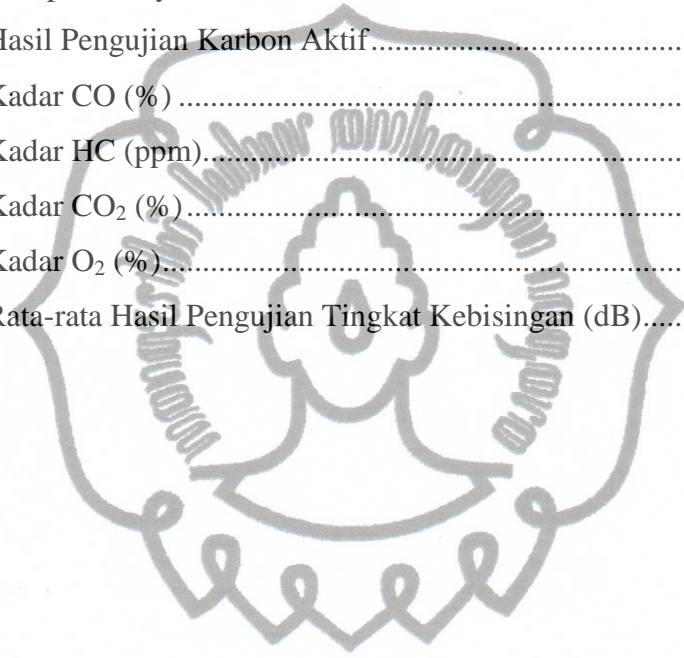 Hasil Pengujian Karbon Aktif.......................................
Kadar CO (%) ...............................................................
Kadar HC (ppm)............................................................
Kadar CO₂ (%)..............................................................
Kadar O₂ (%).................................................................
Rata-rata Hasil Pengujian Tingkat Kebisingan (dB).....